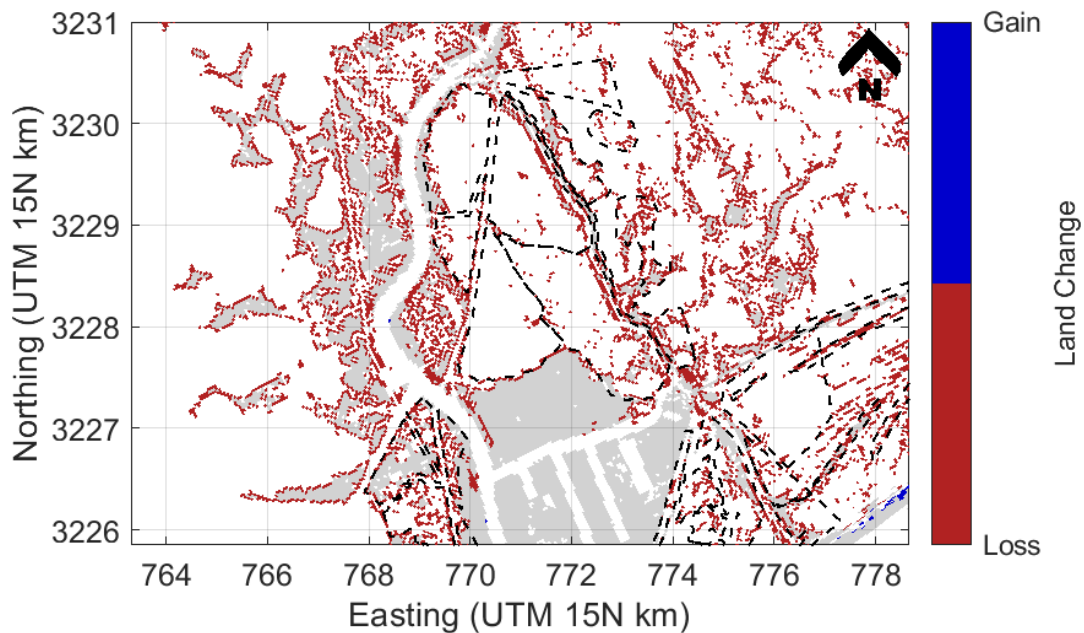 3231
3230
3229
3228
3227
3226
764
766
768
770
772
774
776
778
Northing (UTM 15N km)
Easting (UTM 15N km)
N
Gain
Loss
Land Change